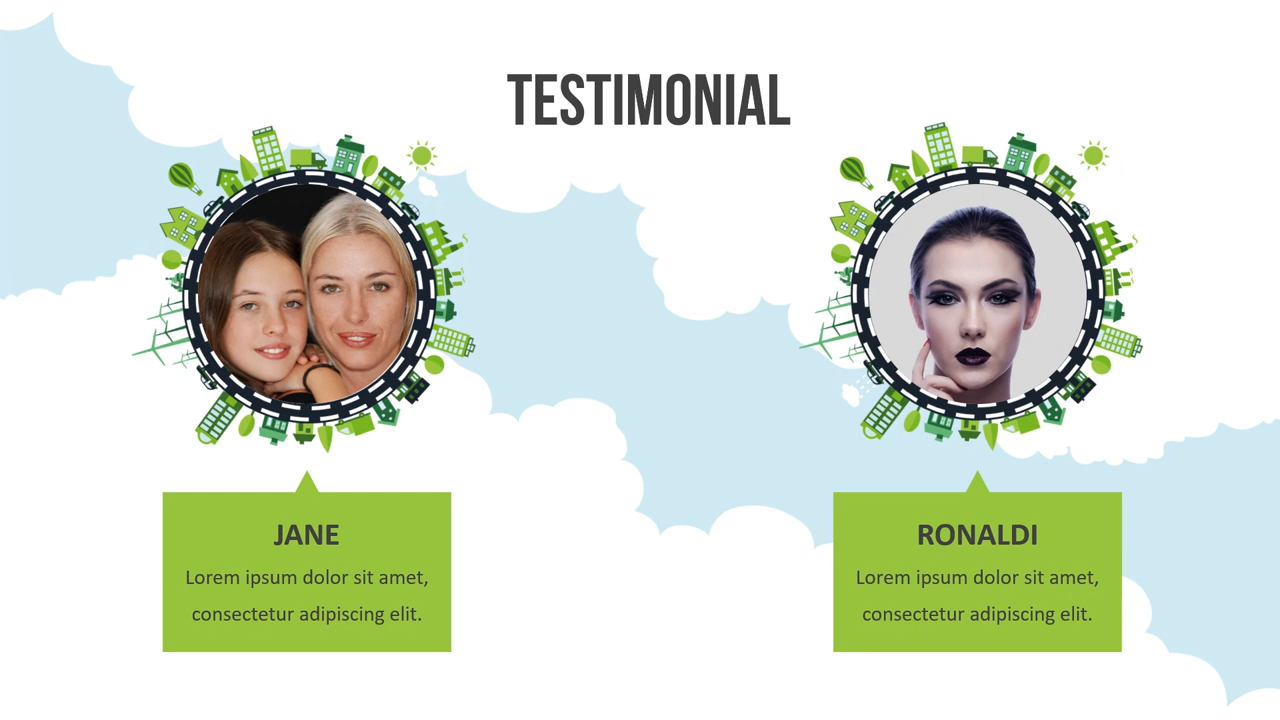 TESTIMONIAL
JANE
Lorem ipsum dolor sit amet,
consectetur adipiscing elit.
RONALDI
Lorem ipsum dolor sit amet,
consectetur adipiscing elit.